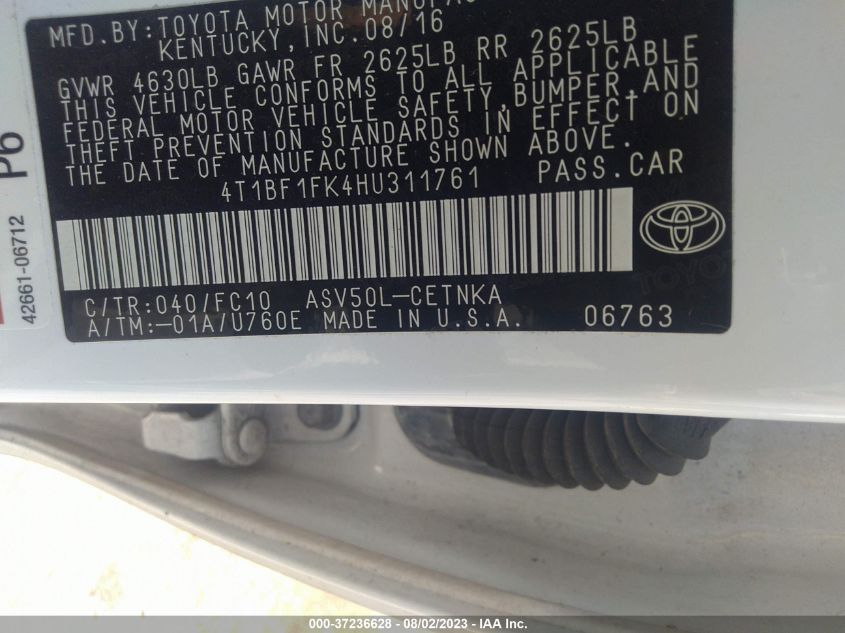 MFD. BY: TOYOTA MOTOR
KENTUCKY, INC. 08/16
GVWR 4630LB GAWR FR 2625LB RR 2625LB
THIS VEHICLE CONFORMS TO ALL APPLICABLE
FEDERAL MOTOR VEHICLE SAFETY, BUMPER, AND
THEFT PREVENTION STANDARDS IN EFFECT ON
THE DATE OF MANUFACTURE SHOWN ABOVE.
4T1BF1FK4HU311761 PASS. CAR
C/TR: 040/FC10 ASV50L-CETNKA
A/TM: -01A/U760E MADE IN U.S.A. 06763
P6
42661-06712
TOYOTA
000-37236628 - 08/02/2023 - IAA Inc.